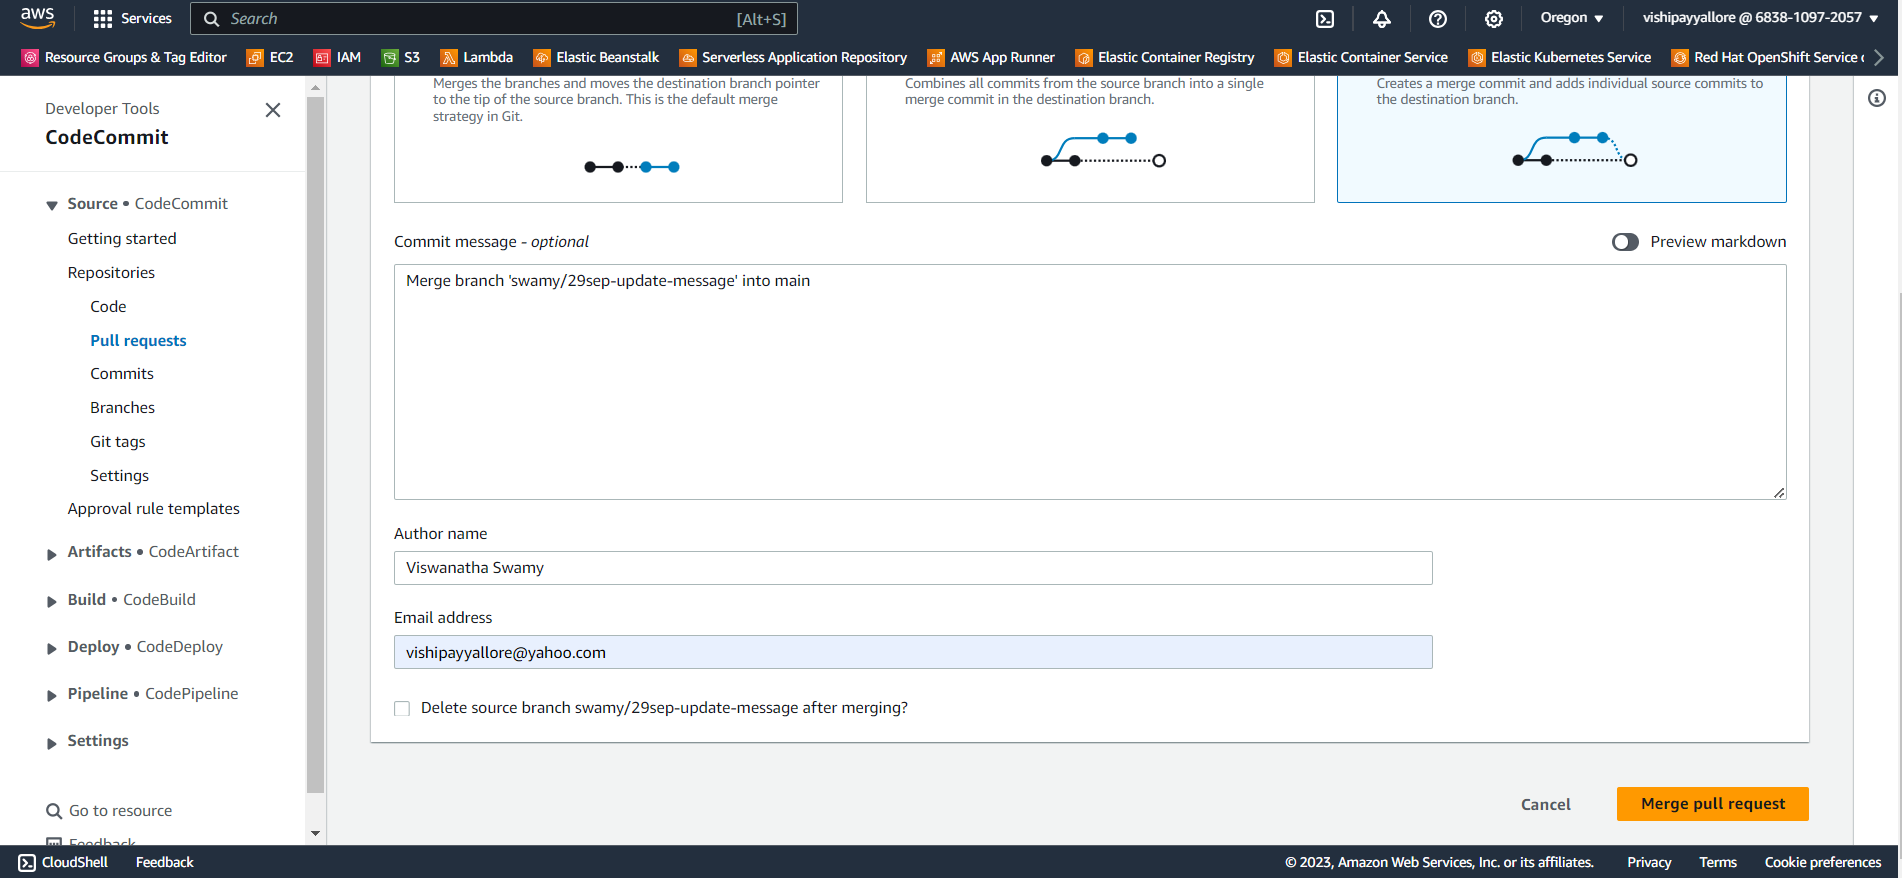 aws
Services
Search
[Alt+S]
Oregon
vishipayyallore @ 6838-1097-2057
Resource Groups & Tag Editor
EC2
IAM
S3
Lambda
Elastic Beanstalk
Serverless Application Repository
AWS App Runner
Elastic Container Registry
Elastic Container Service
Elastic Kubernetes Service
Red Hat OpenShift Service
Developer Tools
CodeCommit
Source • CodeCommit
Getting started
Repositories
Code
Pull requests
Commits
Branches
Git tags
Settings
Approval rule templates
Artifacts • CodeArtifact
Build • CodeBuild
Deploy • CodeDeploy
Pipeline • CodePipeline
Settings
Go to resource
Feedback
Merges the branches and moves the destination branch pointer
to the tip of the source branch. This is the default merge
strategy in Git.
Combines all commits from the source branch into a single
merge commit in the destination branch.
Creates a merge commit and adds individual source commits to
the destination branch.
Commit message - optional
Preview markdown
Merge branch 'swamy/29sep-update-message' into main
Author name
Viswanatha Swamy
Email address
vishipayyallore@yahoo.com
Delete source branch swamy/29sep-update-message after merging?
Cancel
Merge pull request
CloudShell
Feedback
© 2023, Amazon Web Services, Inc. or its affiliates.
Privacy
Terms
Cookie preferences